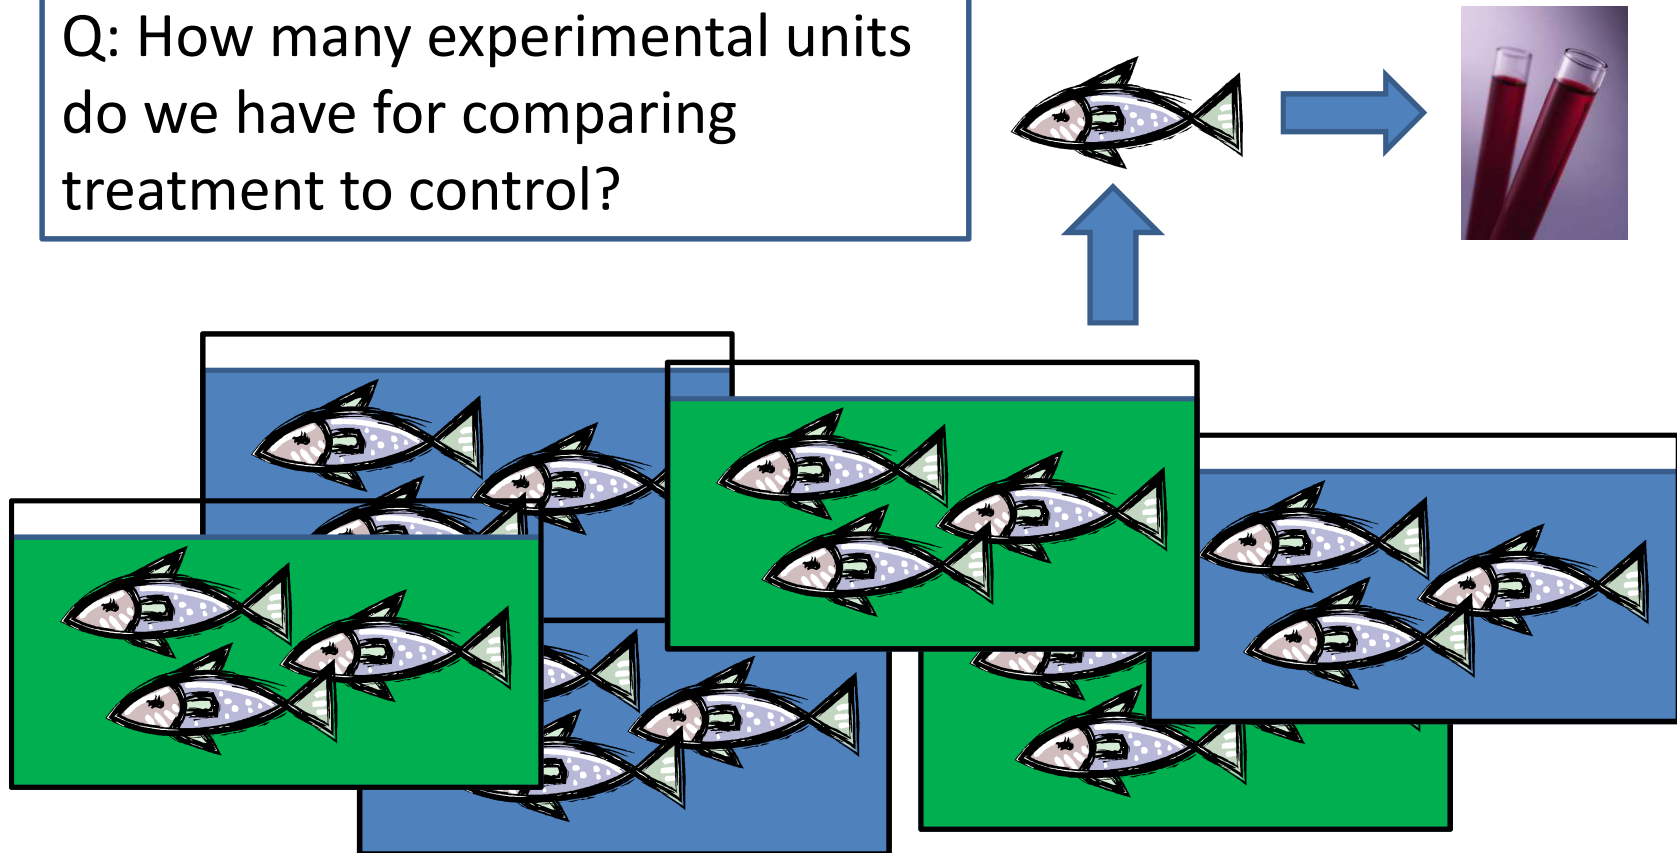 Q: How many experimental units
do we have for comparing
treatment to control?